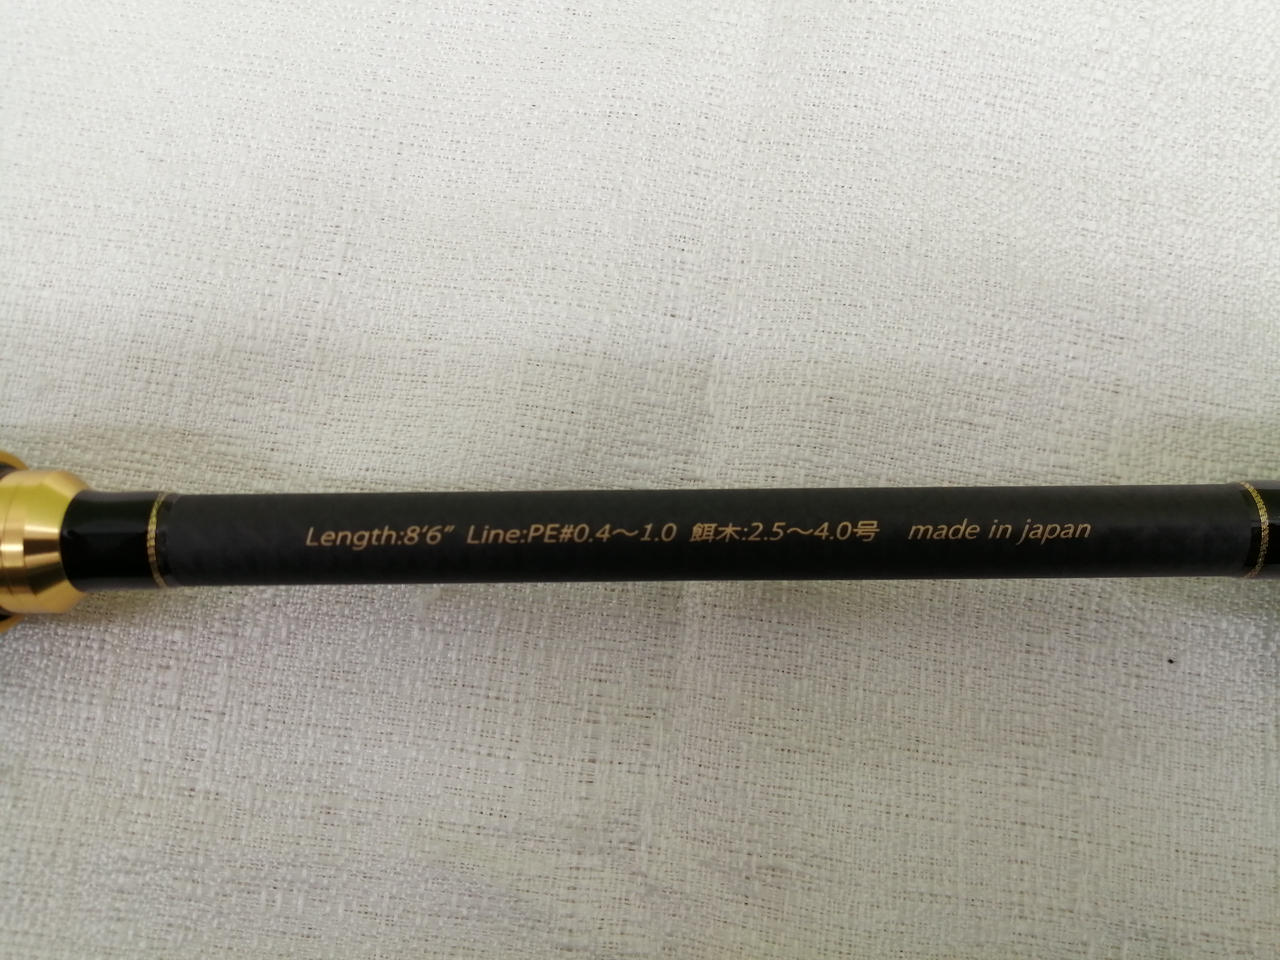 Length:8'6" Line:PE#0.4～1.0 餌木:2.5～4.0号 made in japan